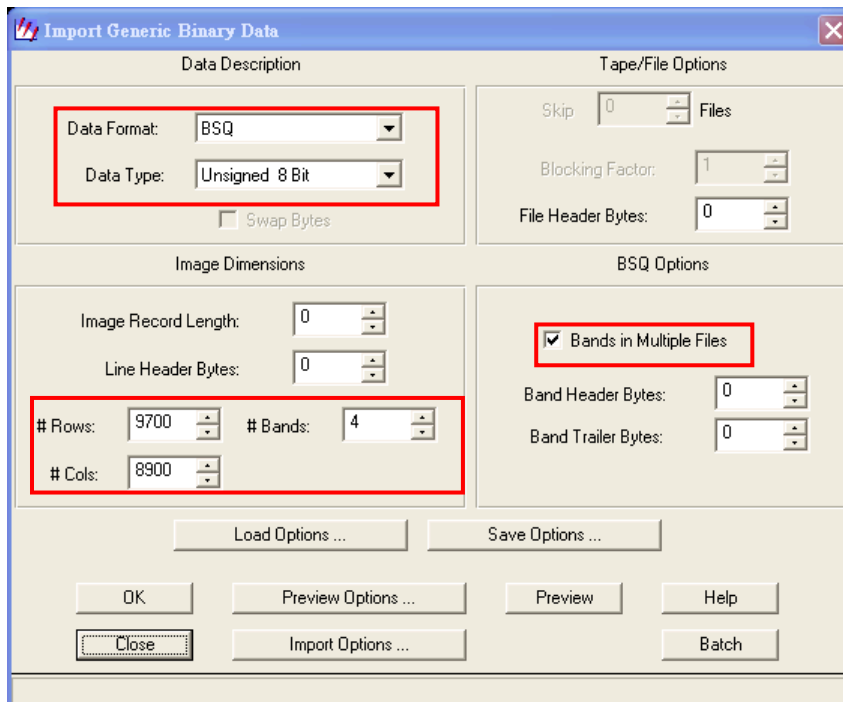 Import Generic Binary Data
Data Description
Data Format: BSQ
Data Type: Unsigned 8 Bit
Swap Bytes
Tape/File Options
Skip 0 Files
Blocking Factor: 1
File Header Bytes: 0
Image Dimensions
Image Record Length: 0
Line Header Bytes: 0
# Rows: 9700 # Bands: 4
# Cols: 8900
BSQ Options
Bands in Multiple Files
Band Header Bytes: 0
Band Trailer Bytes: 0
Load Options ... Save Options ...
OK Preview Options ... Preview Help
Close Import Options ... Batch